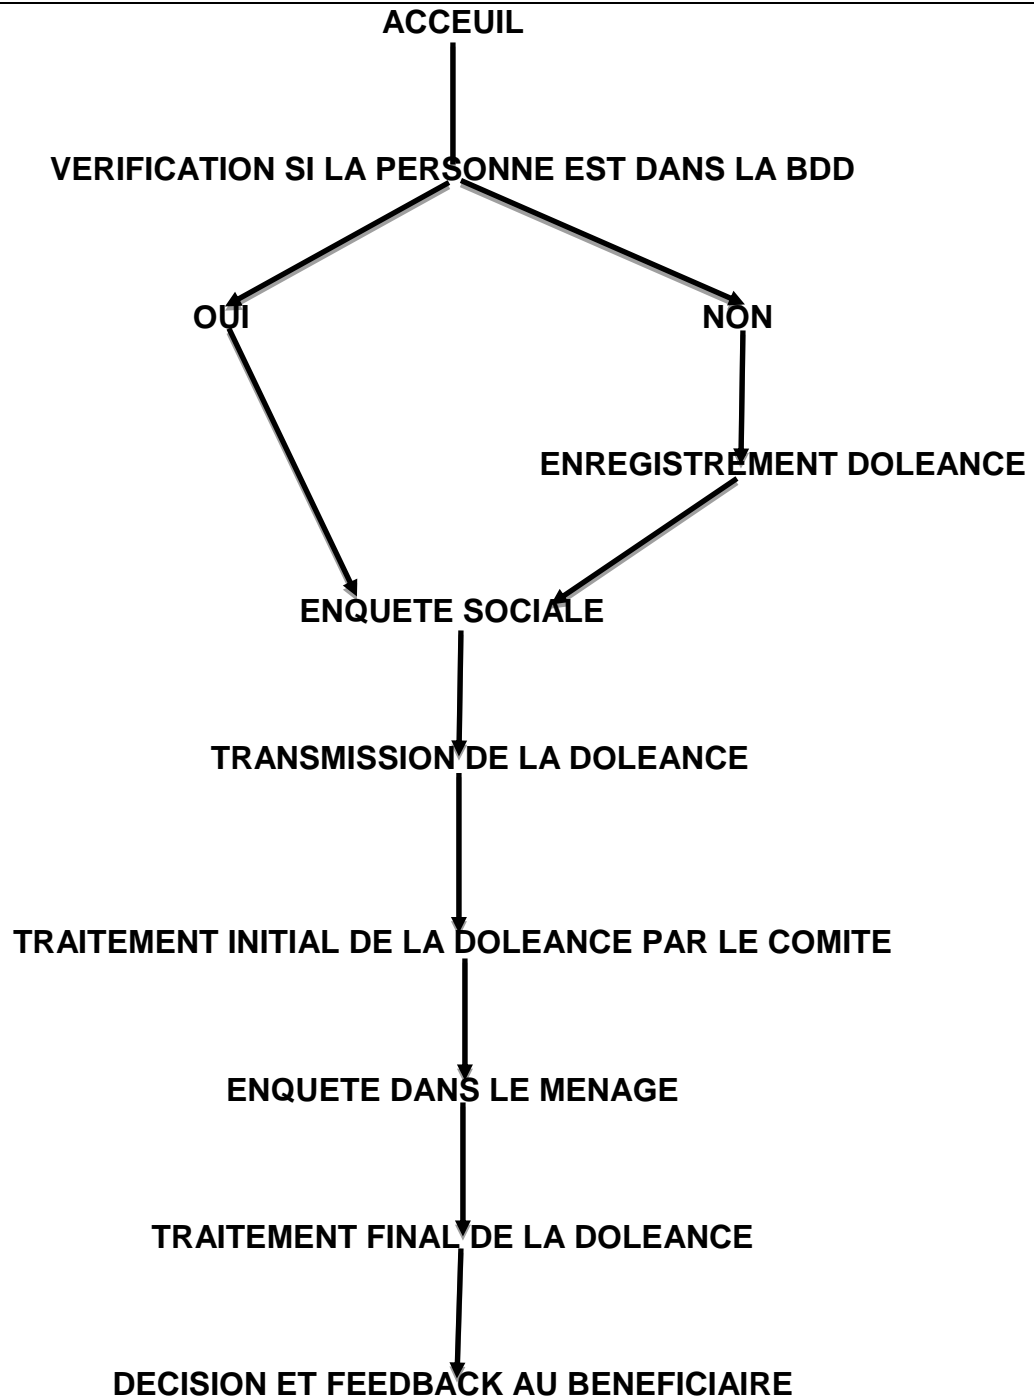 ACCEUIL
VERIFICATION SI LA PERSONNE EST DANS LA BDD
OUI
NON
ENREGISTREMENT DOLEANCE
ENQUETE SOCIALE
TRANSMISSION DE LA DOLEANCE
TRAITEMENT INITIAL DE LA DOLEANCE PAR LE COMITE
ENQUETE DANS LE MENAGE
TRAITEMENT FINAL DE LA DOLEANCE
DECISION ET FEEDBACK AU BENEFICIAIRE